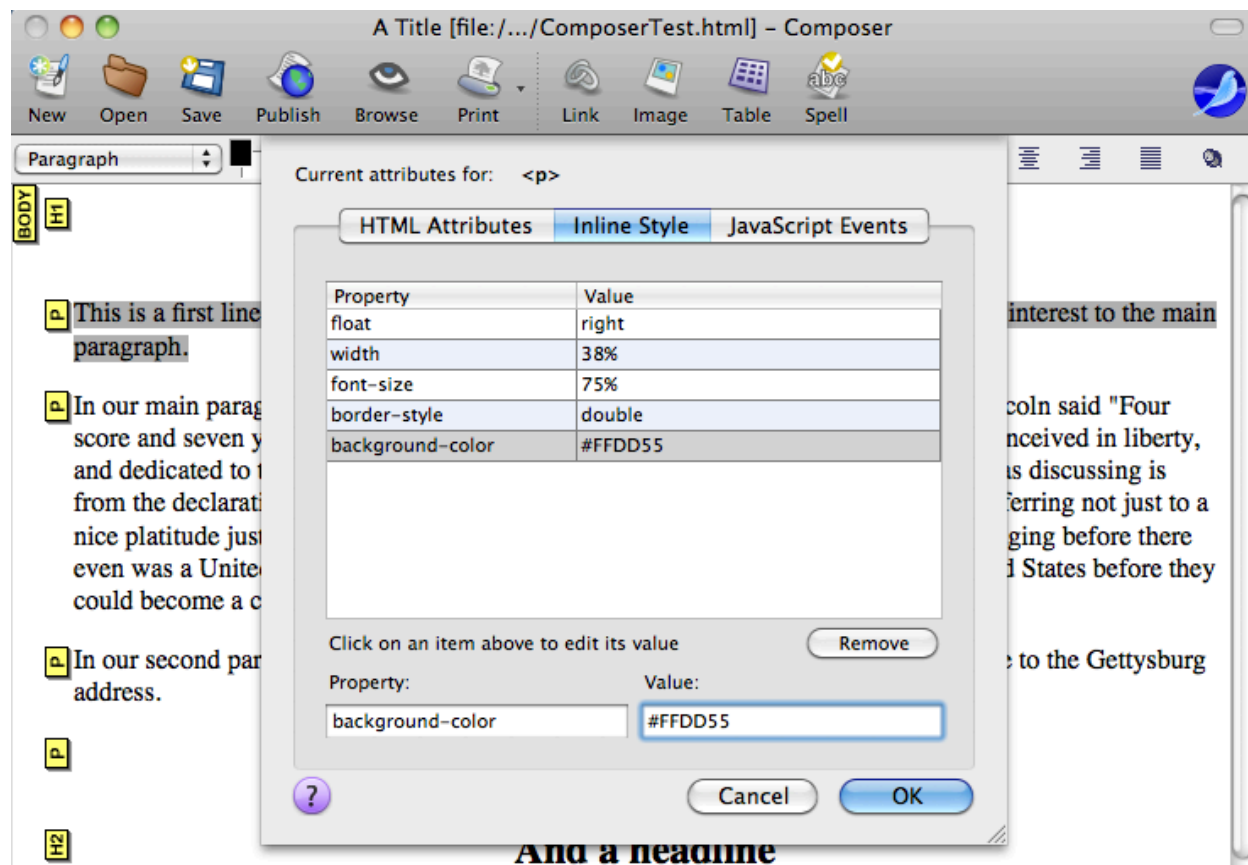 A Title [file:/.../ComposerTest.html] – Composer
New Open Save Publish Browse Print Link Image Table Spell
abc
Paragraph
Current attributes for: <p>
HTML Attributes Inline Style JavaScript Events
BODY
H1
Property Value
float right
width 38%
font-size 75%
border-style double
background-color #FFDD55
P This is a first line interest to the main
paragraph.
P In our main parag coln said "Four
score and seven y nceived in liberty,
and dedicated to t as discussing is
from the declarati ferring not just to a
nice platitude just ging before there
even was a Unite d States before they
could become a c
Click on an item above to edit its value Remove
P In our second par e to the Gettysburg
address.
Property: Value:
background-color #FFDD55
P
? Cancel OK
H2 And a headline